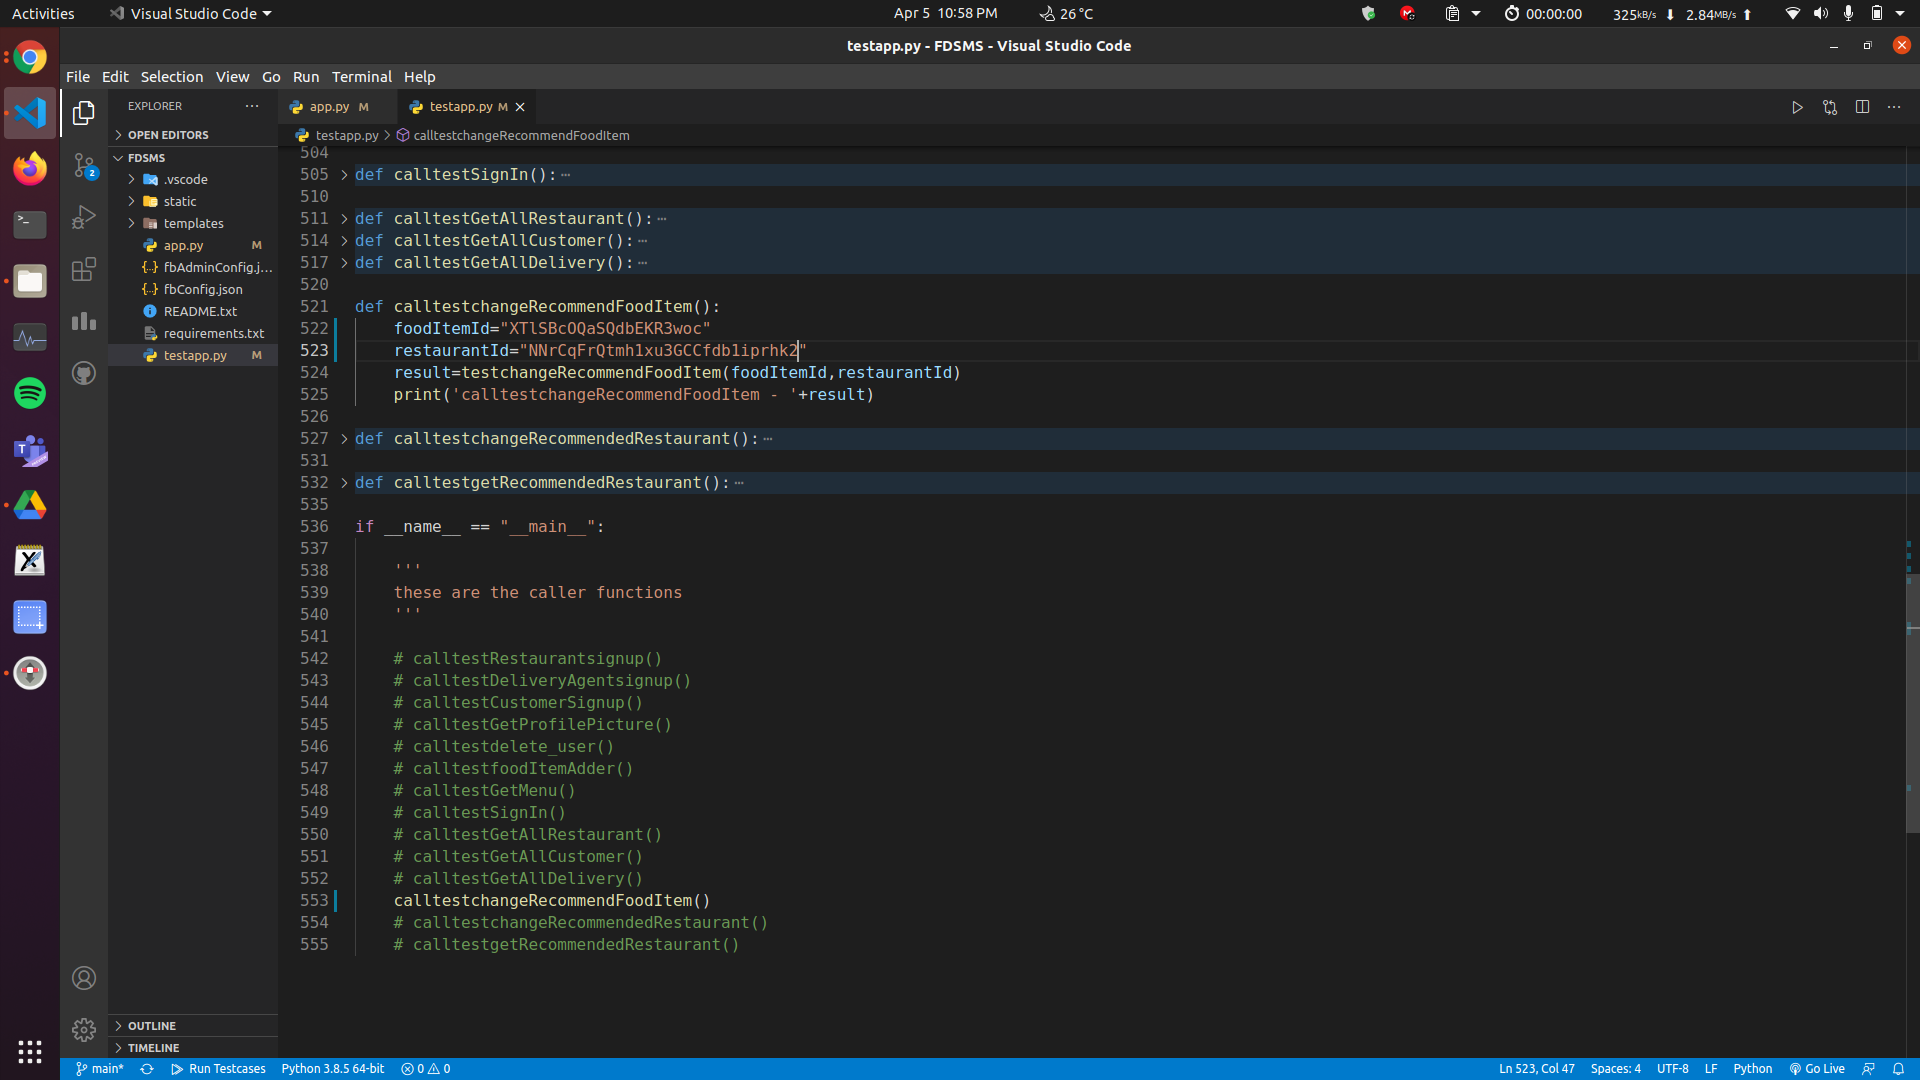 Activities Visual Studio Code Apr 5 10:58 PM 26 °C 00:00:00 325kB/s 2.84MB/s
testapp.py - FDSMS - Visual Studio Code
File Edit Selection View Go Run Terminal Help
EXPLORER ··· app.py M testapp.py M
testapp.py > calltestchangeRecommendFoodItem
OPEN EDITORS
FDSMS
.vscode
static
templates
app.py M
fbAdminConfig.j...
fbConfig.json
README.txt
requirements.txt
testapp.py M
OUTLINE
TIMELINE
504
505 def calltestSignIn():⋯
510
511 def calltestGetAllRestaurant():⋯
514 def calltestGetAllCustomer():⋯
517 def calltestGetAllDelivery():⋯
520
521 def calltestchangeRecommendFoodItem():
522 foodItemId="XTlSBcOQaSQdbEKR3woc"
523 restaurantId="NNrCqFrQtmh1xu3GCCfdb1iprhk2"
524 result=testchangeRecommendFoodItem(foodItemId,restaurantId)
525 print('calltestchangeRecommendFoodItem - '+result)
526
527 def calltestchangeRecommendedRestaurant():⋯
531
532 def calltestgetRecommendedRestaurant():⋯
535
536 if __name__ == "__main__":
537
538 '''
539 these are the caller functions
540 '''
541
542 # calltestRestaurantsignup()
543 # calltestDeliveryAgentsignup()
544 # calltestCustomerSignup()
545 # calltestGetProfilePicture()
546 # calltestdelete_user()
547 # calltestfoodItemAdder()
548 # calltestGetMenu()
549 # calltestSignIn()
550 # calltestGetAllRestaurant()
551 # calltestGetAllCustomer()
552 # calltestGetAllDelivery()
553 calltestchangeRecommendFoodItem()
554 # calltestchangeRecommendedRestaurant()
555 # calltestgetRecommendedRestaurant()
main* Run Testcases Python 3.8.5 64-bit 0 0 Ln 523, Col 47 Spaces: 4 UTF-8 LF Python Go Live